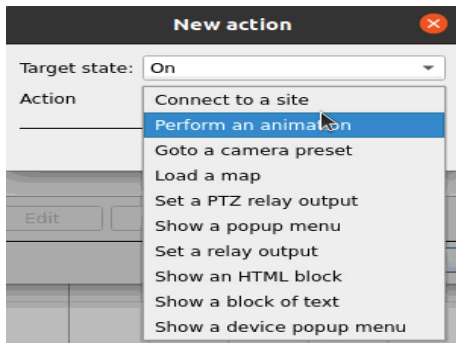 New action
Target state: On
Action
Connect to a site
Perform an animation
Goto a camera preset
Load a map
Set a PTZ relay output
Edit
Show a popup menu
Set a relay output
Show an HTML block
Show a block of text
Show a device popup menu